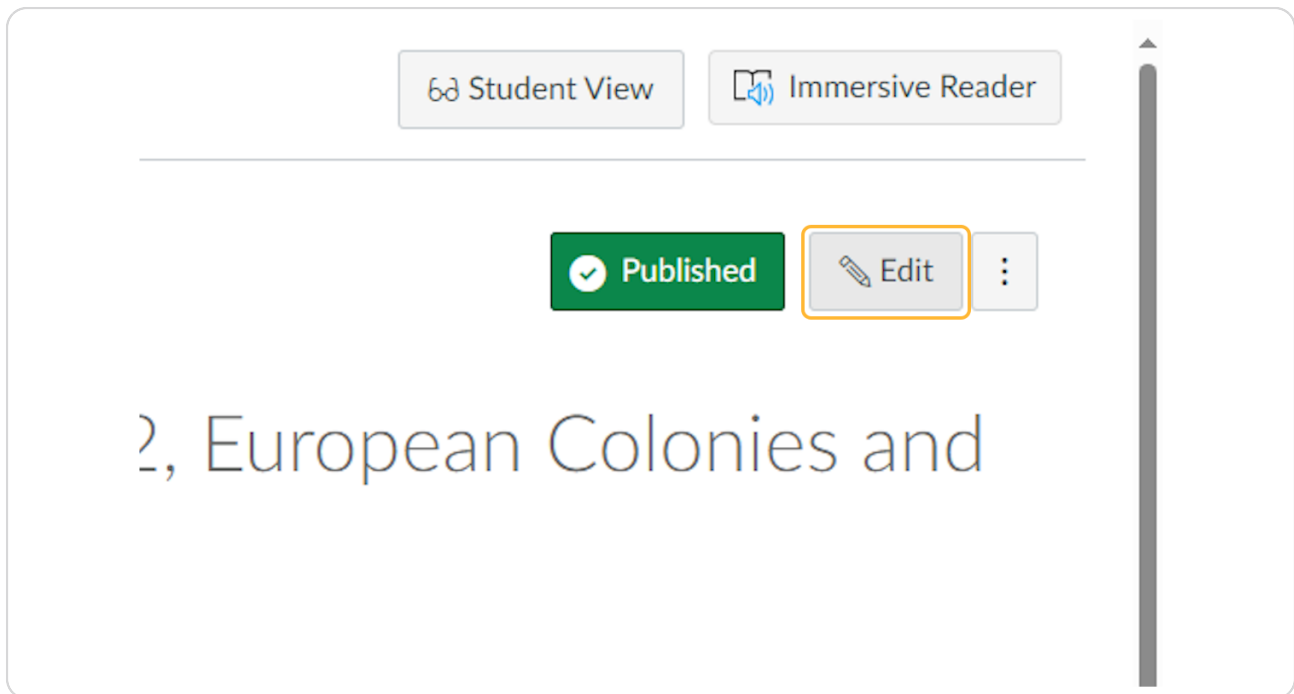 Student View
Immersive Reader
Published
Edit
2, European Colonies and